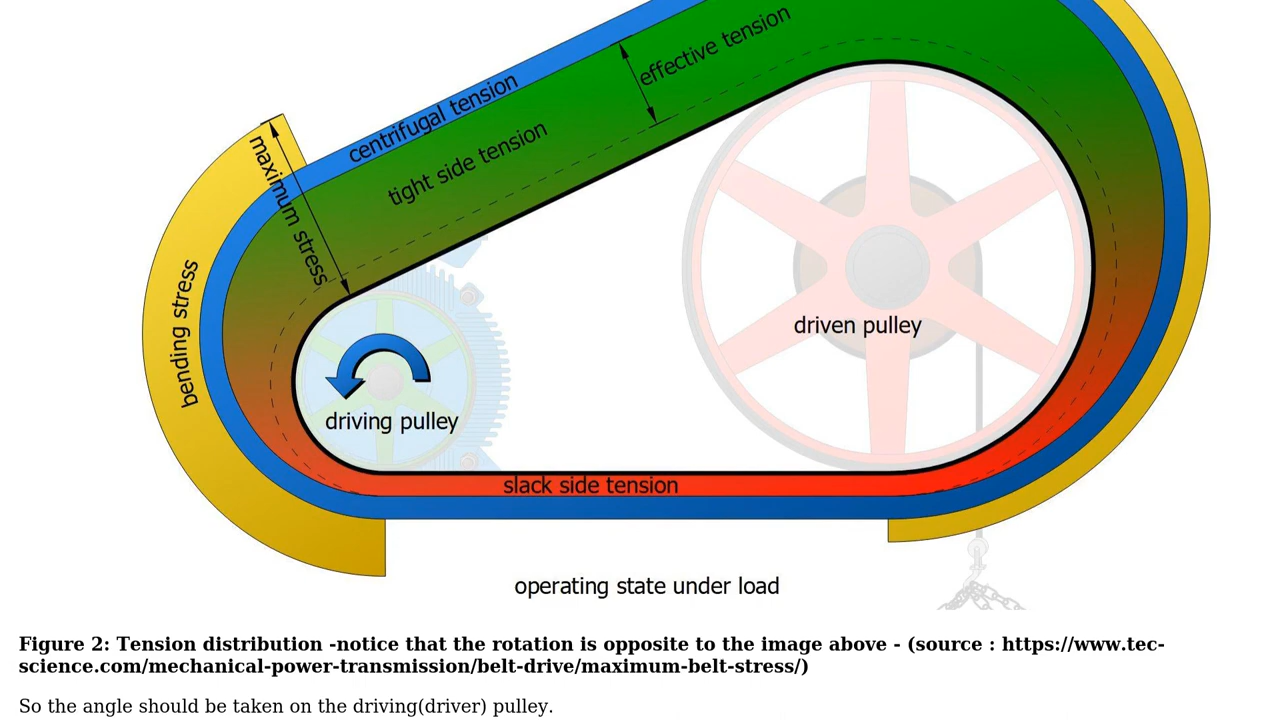 effective tension
centrifugal tension
tight side tension
maximum stress
bending stress
driven pulley
driving pulley
slack side tension
operating state under load
Figure 2: Tension distribution -notice that the rotation is opposite to the image above - (source : https://www.tec-
science.com/mechanical-power-transmission/belt-drive/maximum-belt-stress/)
So the angle should be taken on the driving(driver) pulley.